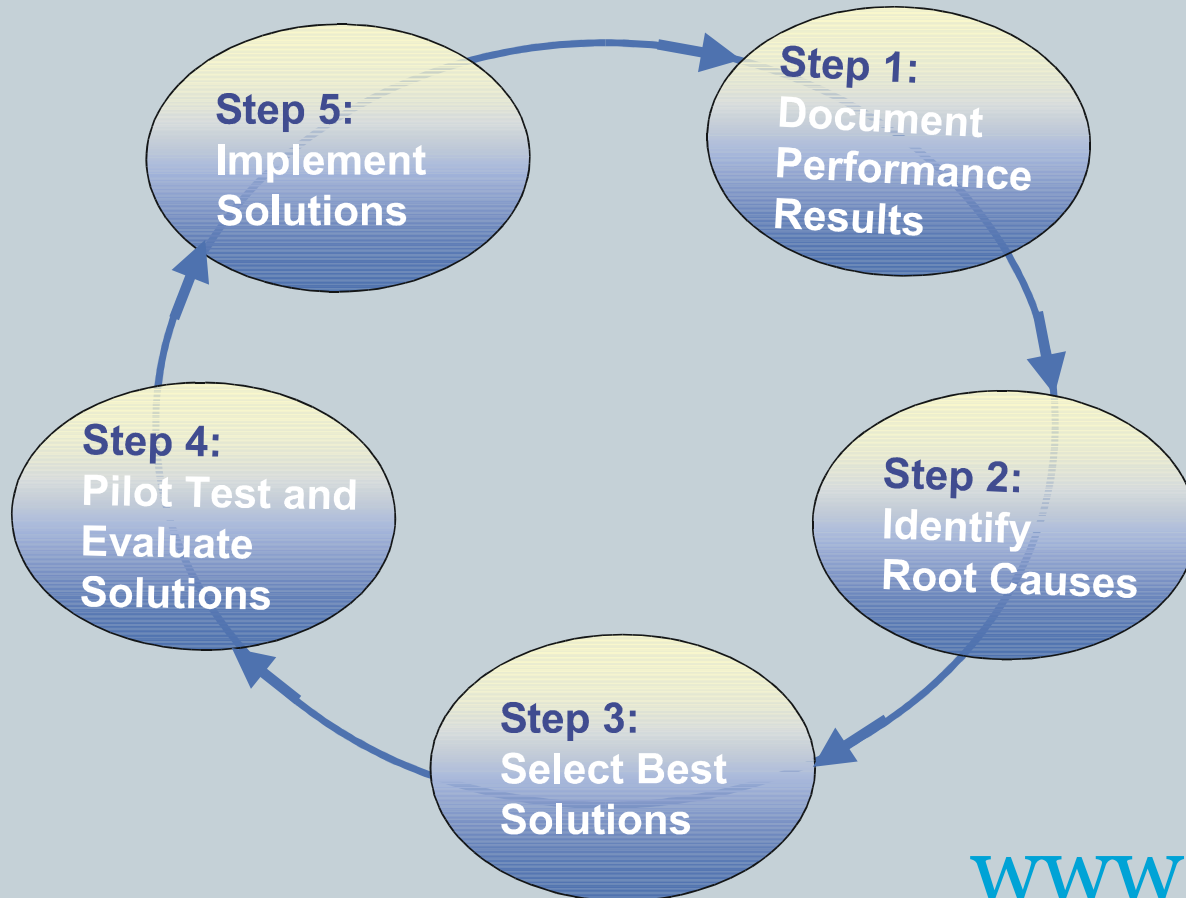 Step 1:
Document
Performance
Results
Step 2:
Identify
Root Causes
Step 3:
Select Best
Solutions
Step 4:
Pilot Test and
Evaluate
Solutions
Step 5:
Implement
Solutions
www